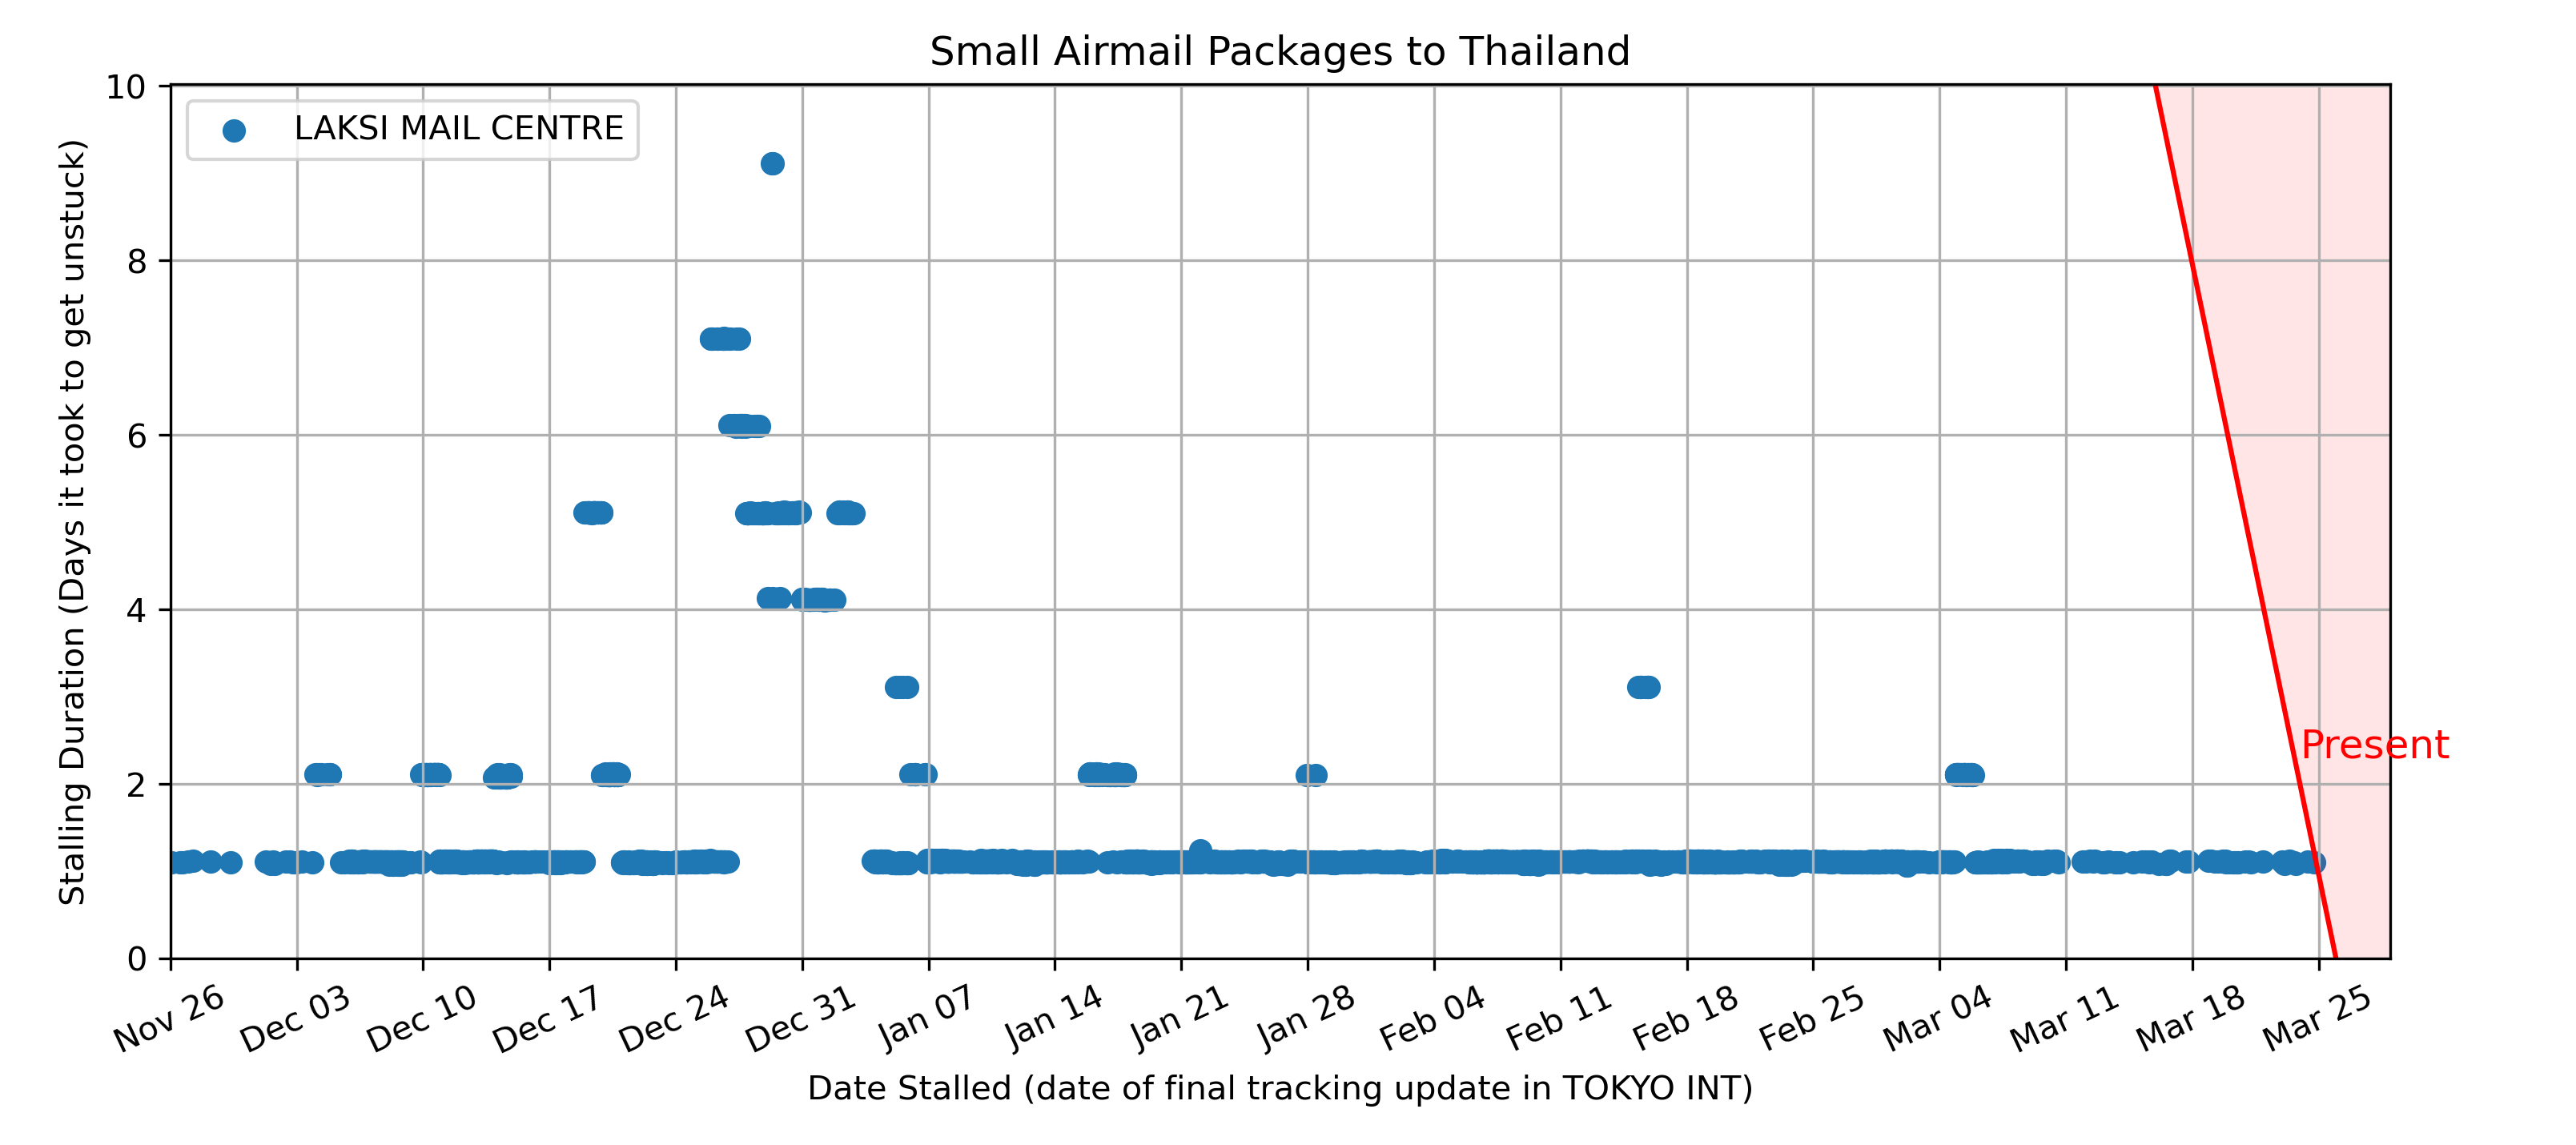 Small Airmail Packages to Thailand
LAKSI MAIL CENTRE
Stalling Duration (Days it took to get unstuck)
10
8
6
4
2
0
Present
Nov 26
Dec 03
Dec 10
Dec 17
Dec 24
Dec 31
Jan 07
Jan 14
Jan 21
Jan 28
Feb 04
Feb 11
Feb 18
Feb 25
Mar 04
Mar 11
Mar 18
Mar 25
Date Stalled (date of final tracking update in TOKYO INT)